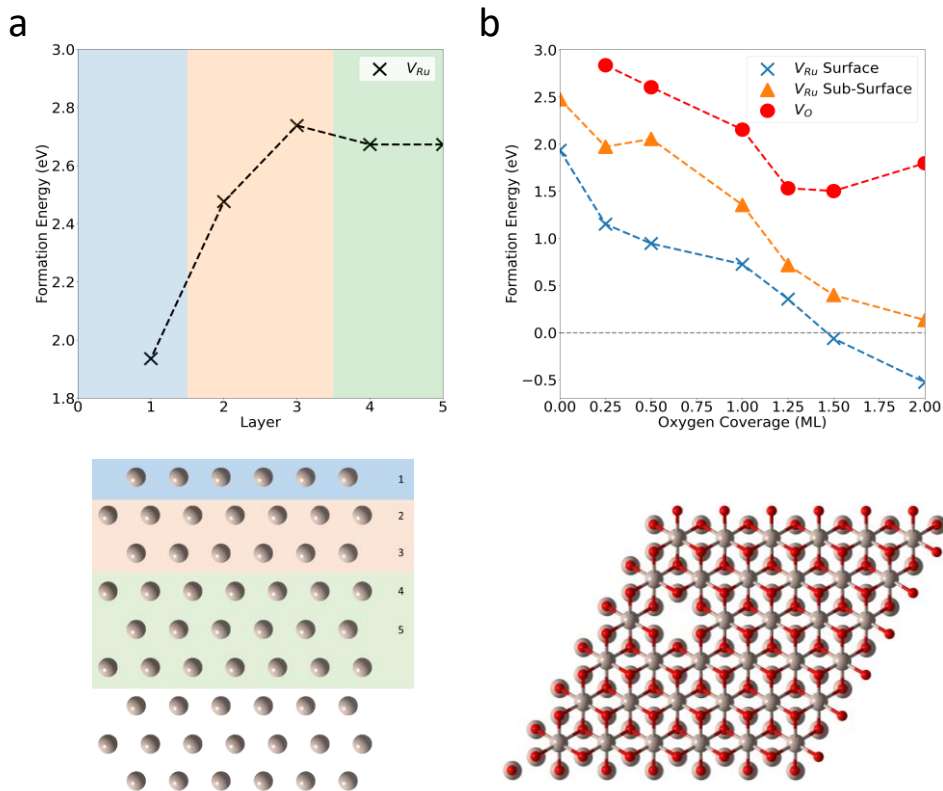 a
3.0
2.8
2.6
2.4
2.2
2.0
1.8
Formation Energy (eV)
V_Ru
0 1 2 3 4 5
Layer
b
3.0
2.5
2.0
1.5
1.0
0.5
0.0
−0.5
Formation Energy (eV)
V_Ru Surface
V_Ru Sub-Surface
V_O
0.00 0.25 0.50 0.75 1.00 1.25 1.50 1.75 2.00
Oxygen Coverage (ML)
1
2
3
4
5